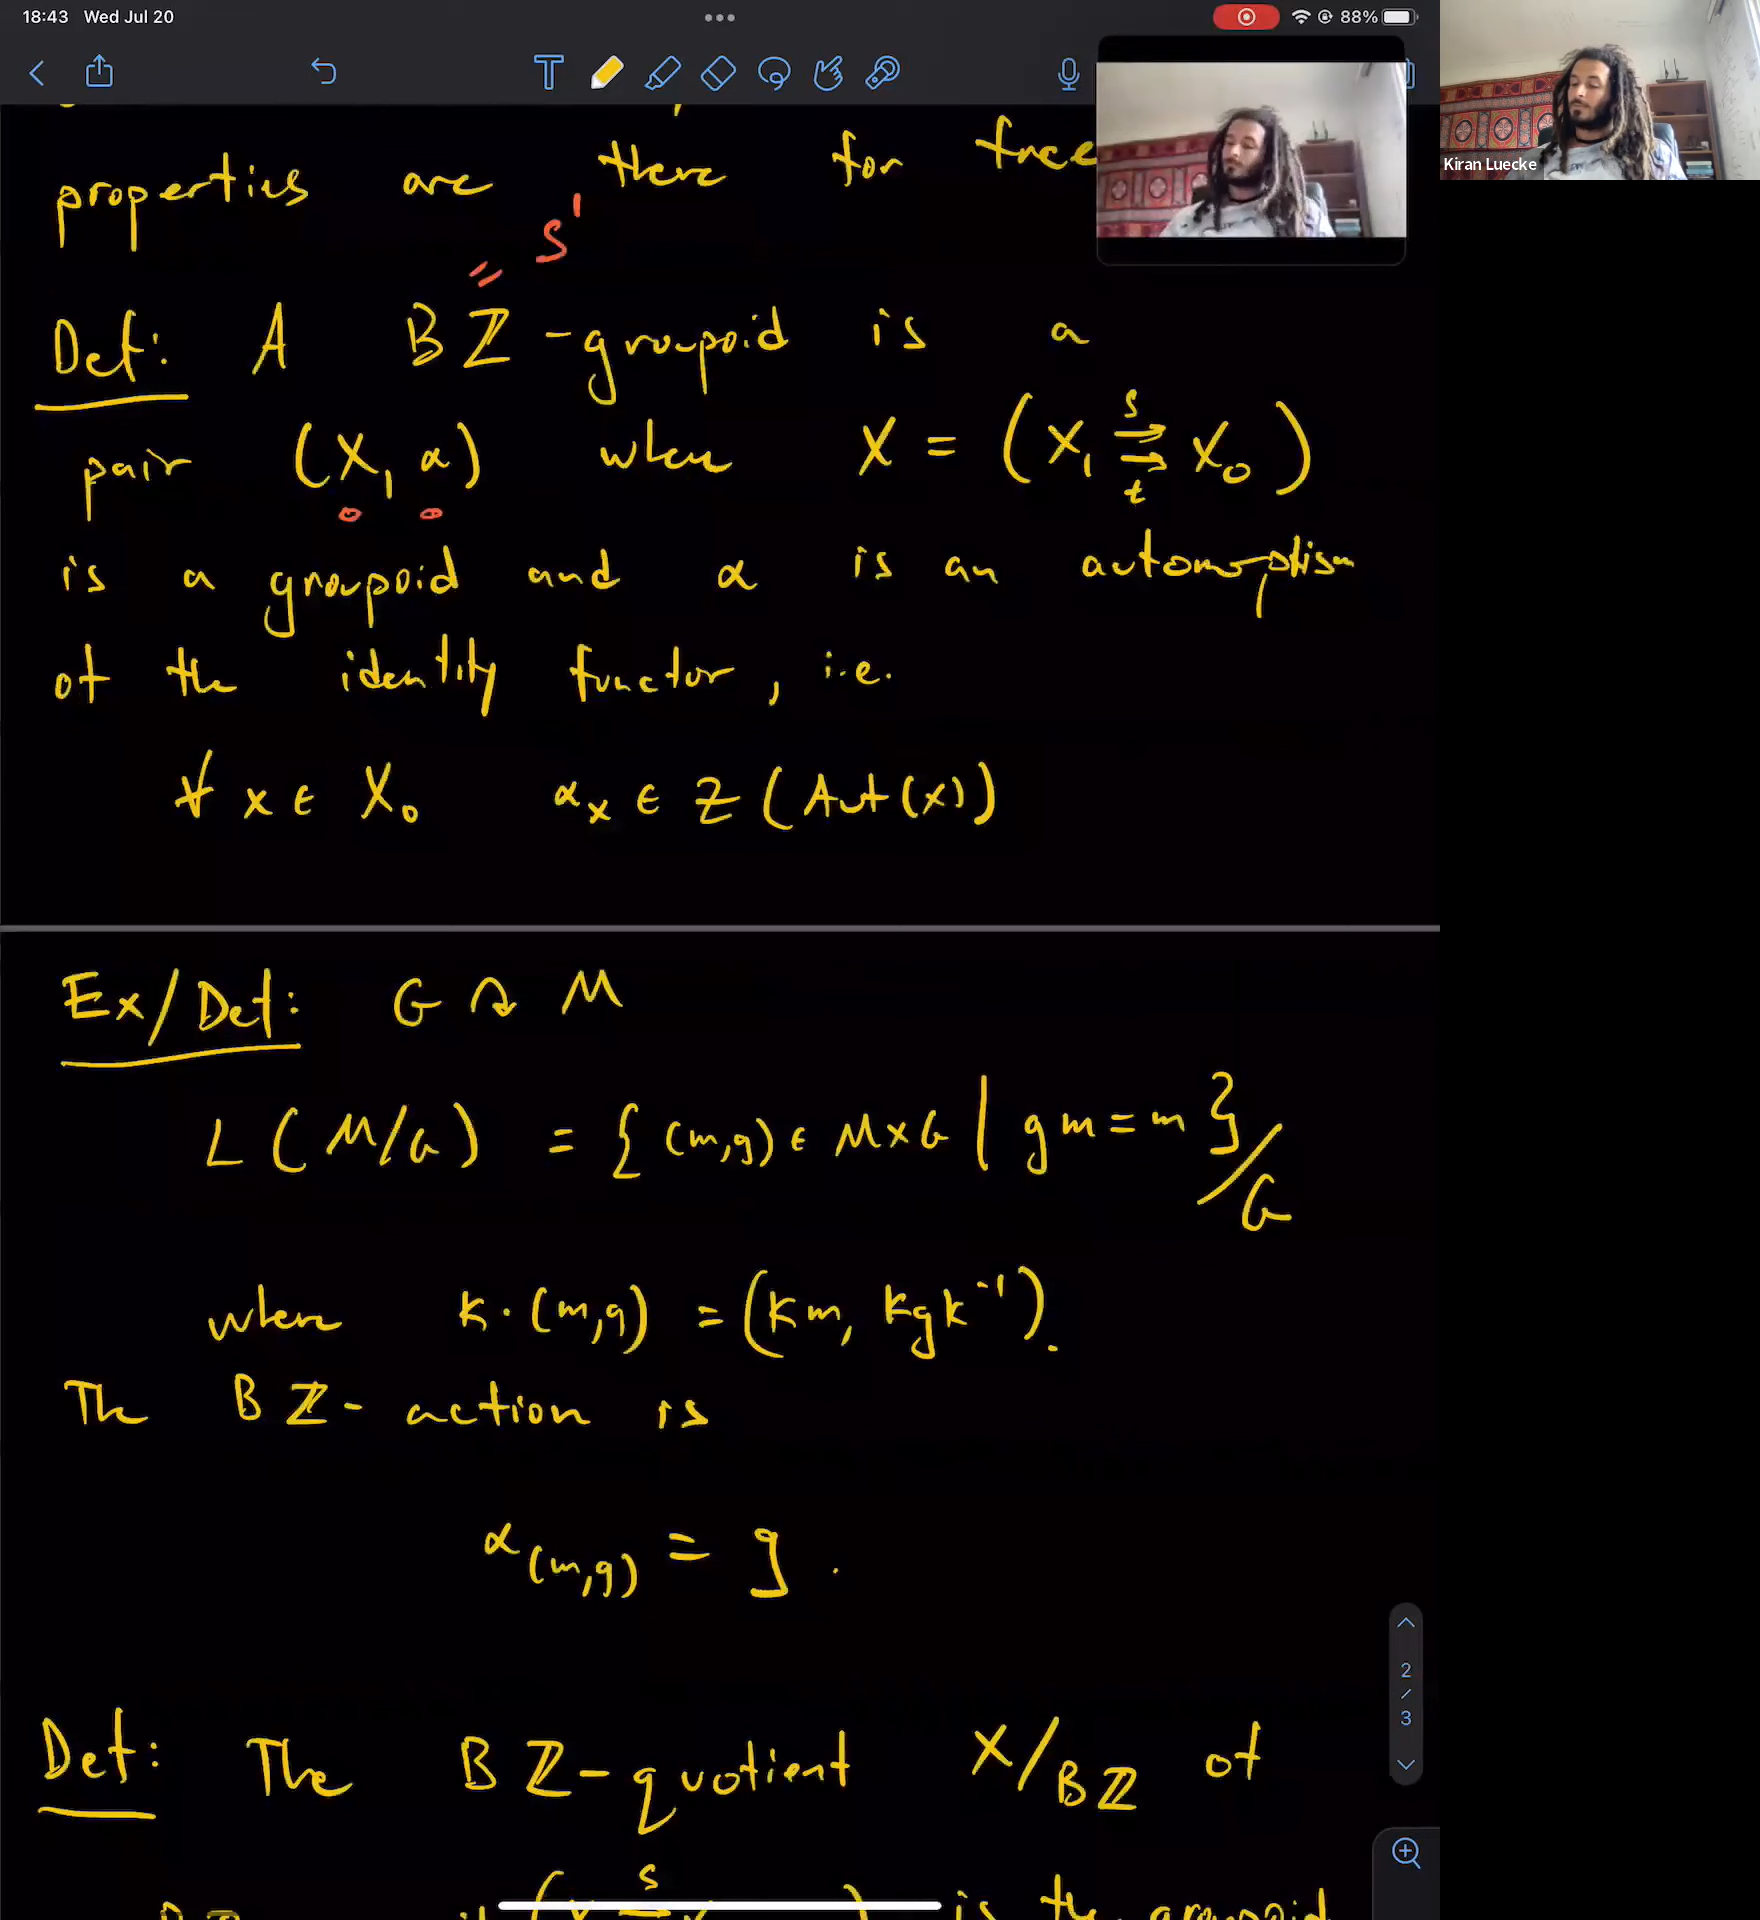 18:43 Wed Jul 20
88%
Kiran Luecke
properties are there for free
= S¹
Def: A Bℤ-groupoid is a
pair (X, α) where X = (X₁ ⇉ X₀)
s
t
is a groupoid and α is an automorphism
of the identity functor, i.e.
∀ x ∈ X₀ αₓ ∈ Z(Aut(x))
Ex/Def: G ↷ M
L(M/G) = {(m,g) ∈ M×G | gm = m}/G
where k·(m,g) = (km, kgk⁻¹).
The Bℤ-action is
α₍m,g₎ = g.
Def: The Bℤ-quotient X/Bℤ of
s
is the groupoid
2
/
3